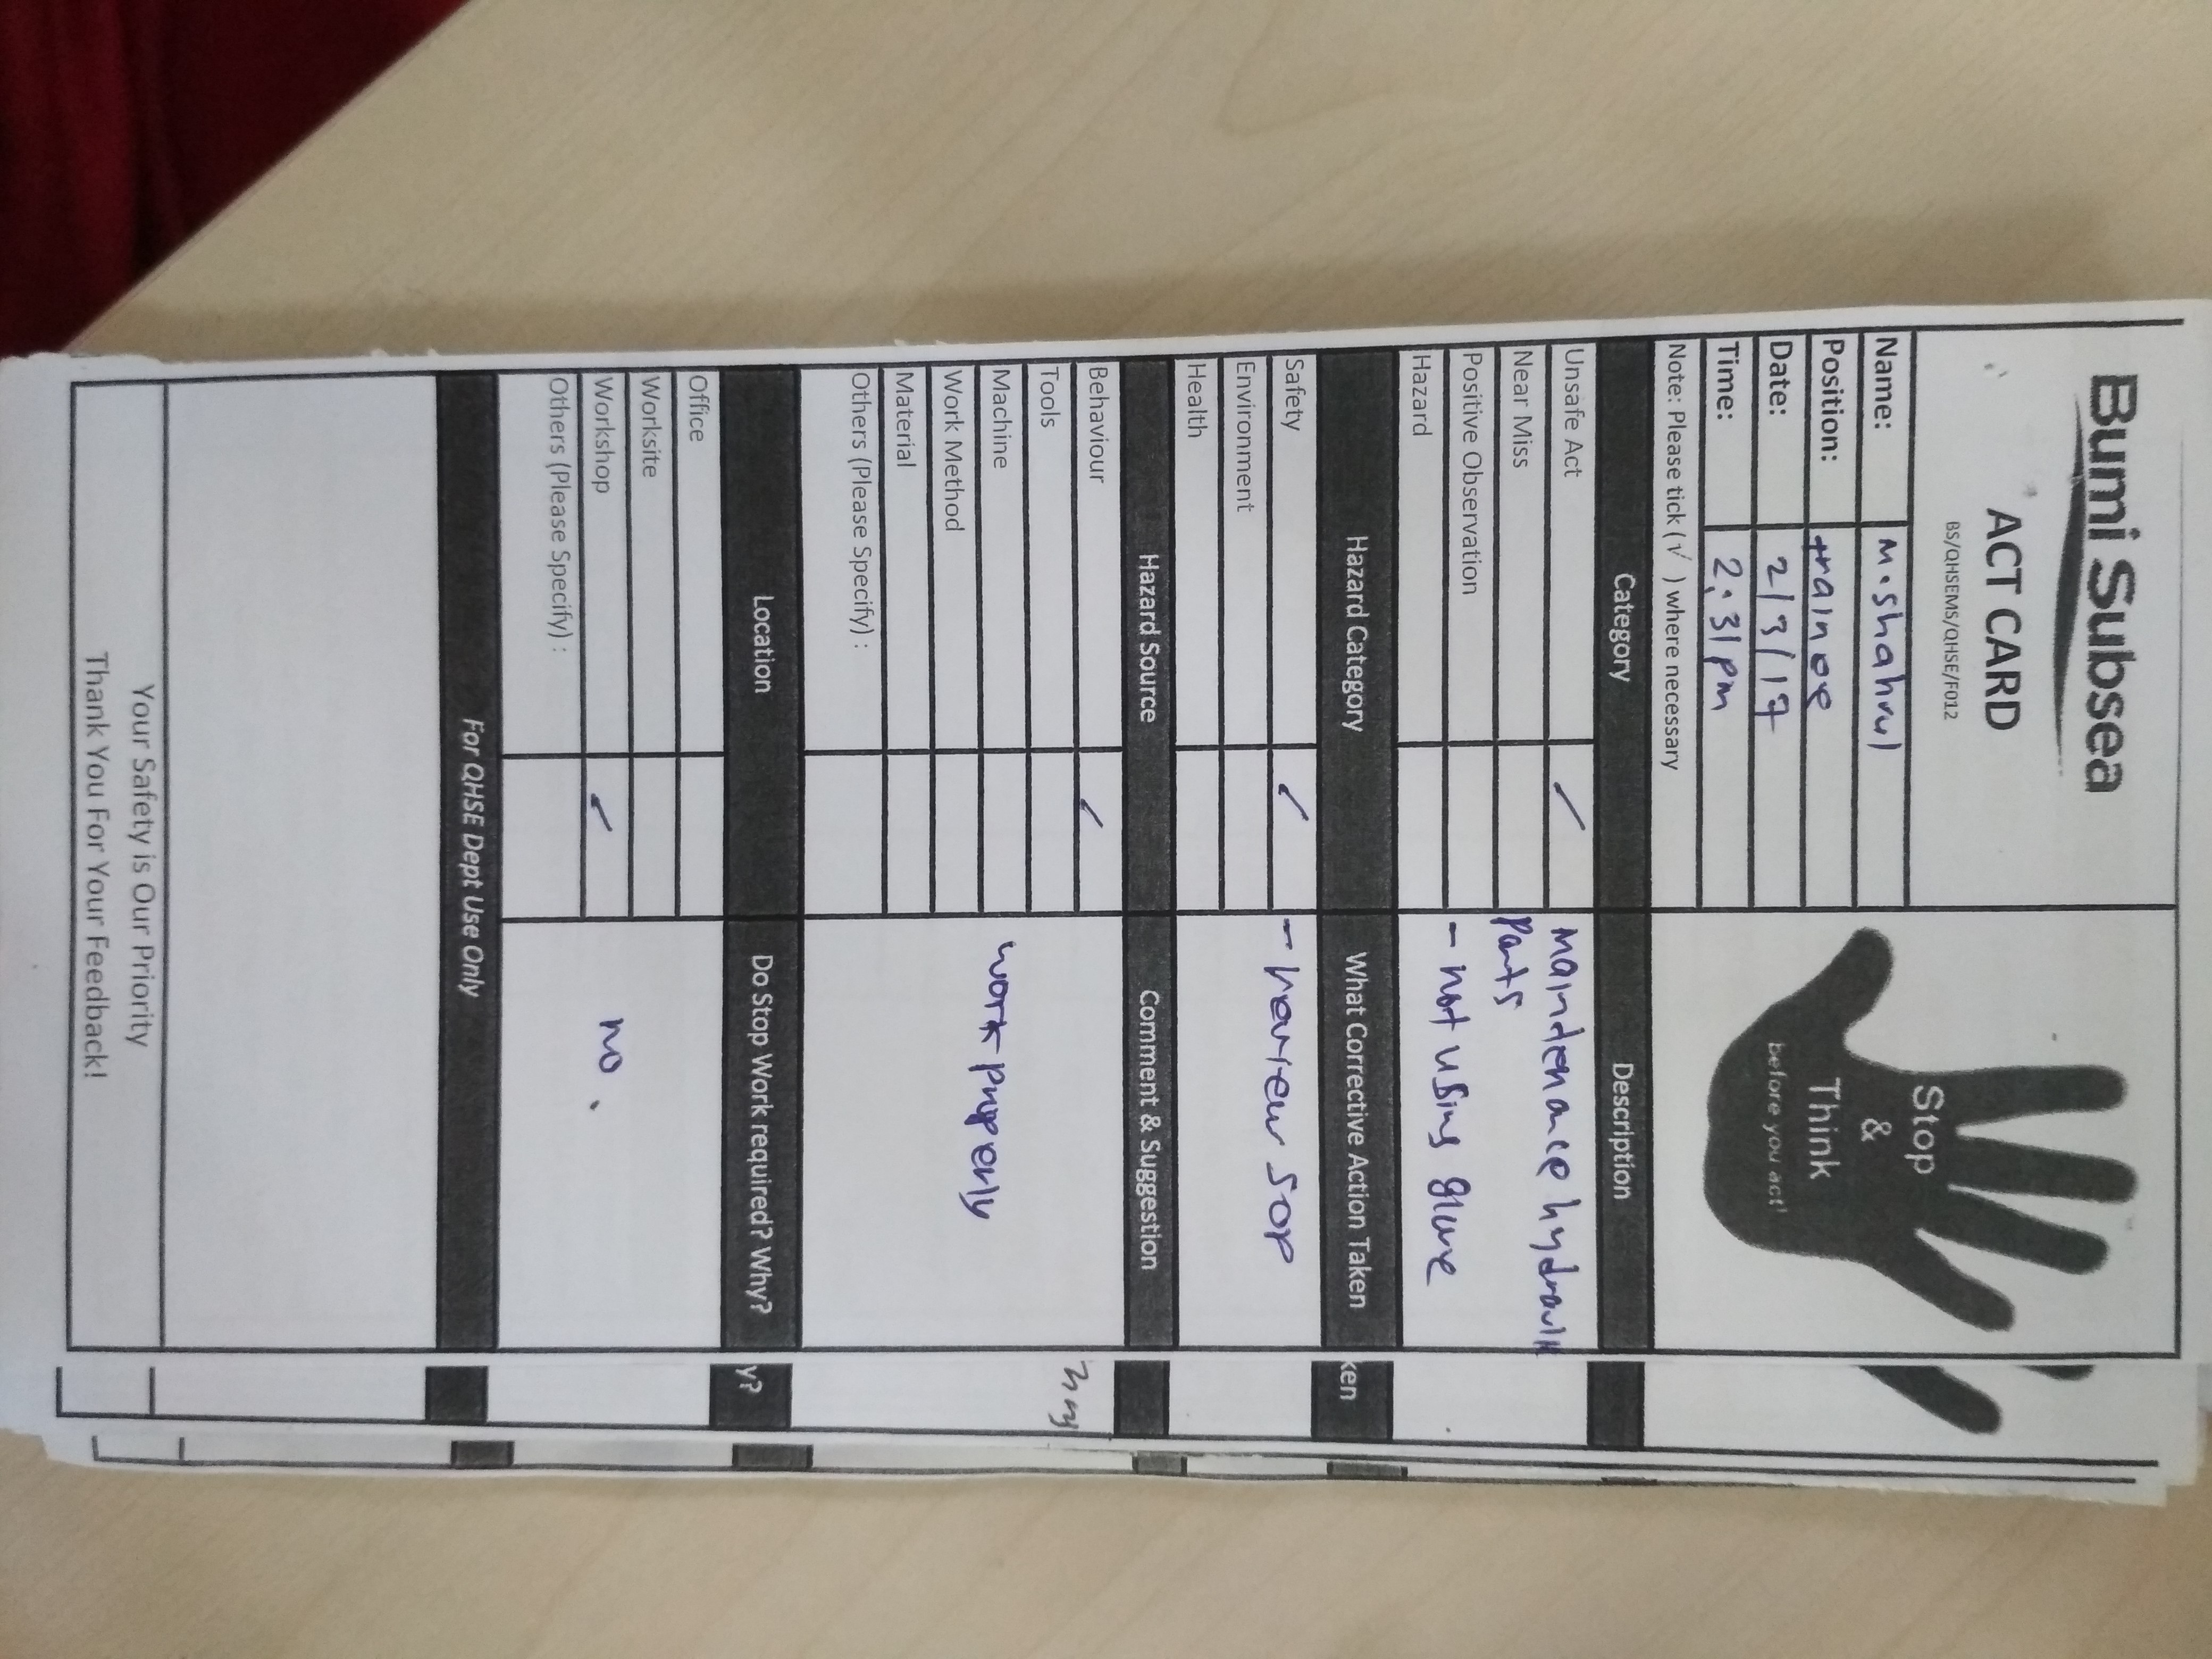 Bumi Subsea
ACT CARD
BS/QHSEMS/QHSE/F012
Stop
&
Think
before you act!
Name: M. shahrul
Position: trainee
Date: 2/3/17
Time: 2.31pm
Note: Please tick (√ ) where necessary
Category Description
Unsafe Act ✓ maintenance hydraulic
Near Miss parts
Positive Observation - not using glove
Hazard
Hazard Category What Corrective Action Taken
Safety ✓ - review SOP
Environment
Health
Hazard Source Comment & Suggestion
Behaviour ✓
Tools
Machine work properly
Work Method
Material
Others (Please Specify) :
Location Do Stop Work required? Why?
Office
Worksite
Workshop ✓ no.
Others (Please Specify) :
For QHSE Dept Use Only
Your Safety is Our Priority
Thank You For Your Feedback!
ken
y?